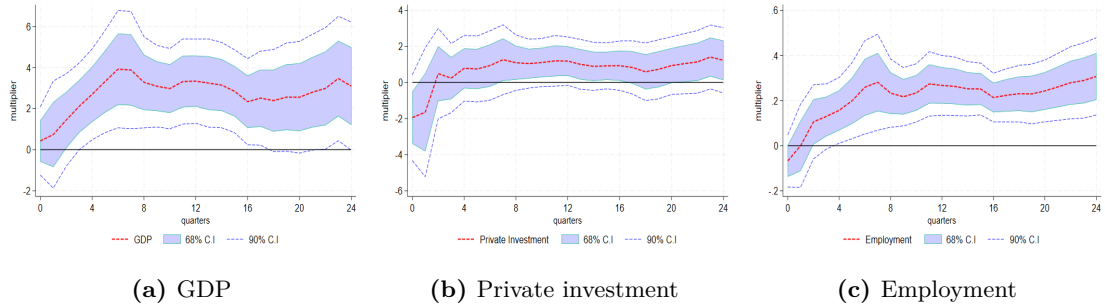 multiplier
6
4
2
0
-2
0 4 8 12 16 20 24
quarters
GDP 68% C.I 90% C.I
(a) GDP
multiplier
4
2
0
-2
-4
-6
0 4 8 12 16 20 24
quarters
Private Investment 68% C.I 90% C.I
(b) Private investment
multiplier
.6
.4
.2
0
-.2
0 4 8 12 16 20 24
quarters
Employment 68% C.I 90% C.I
(c) Employment